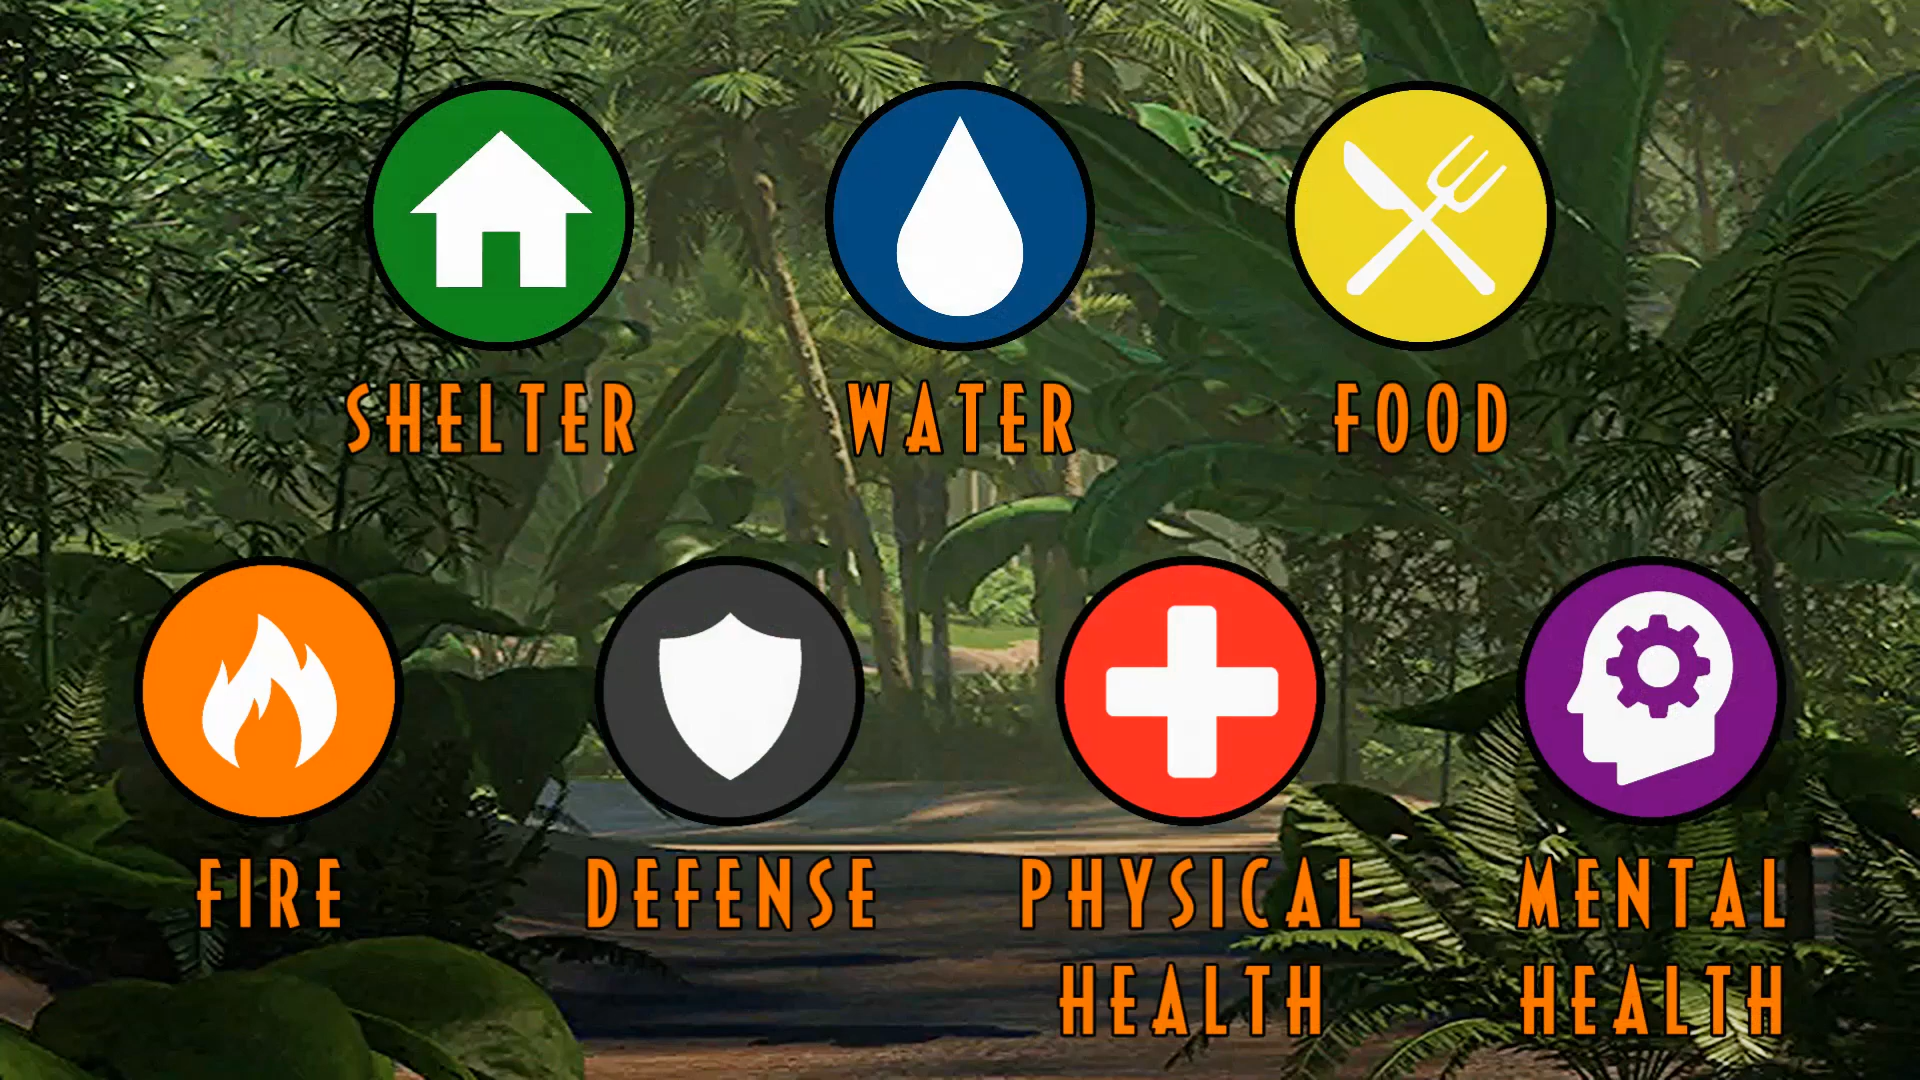 SHELTER
WATER
FOOD
FIRE
DEFENSE
PHYSICAL
HEALTH
MENTAL
HEALTH